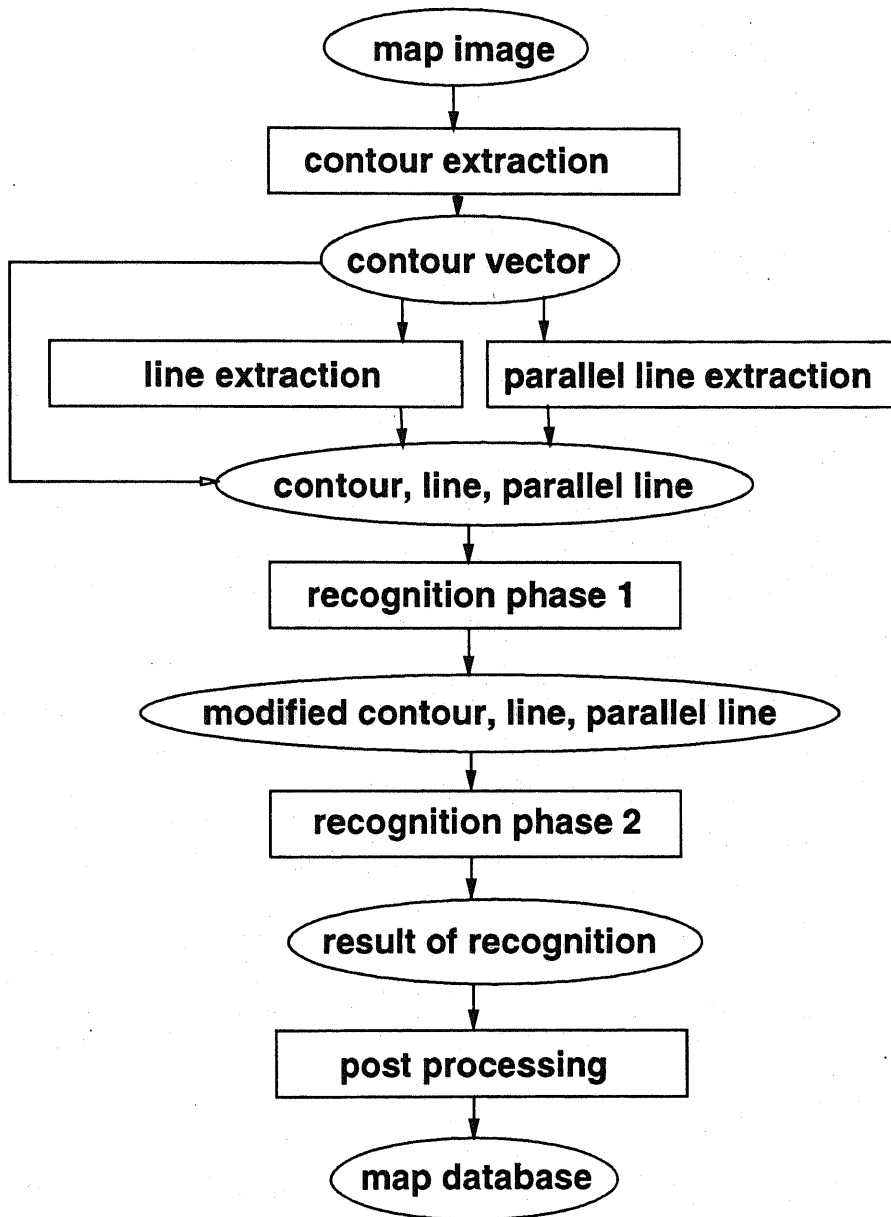 map image
contour extraction
contour vector
line extraction
parallel line extraction
contour, line, parallel line
recognition phase 1
modified contour, line, parallel line
recognition phase 2
result of recognition
post processing
map database